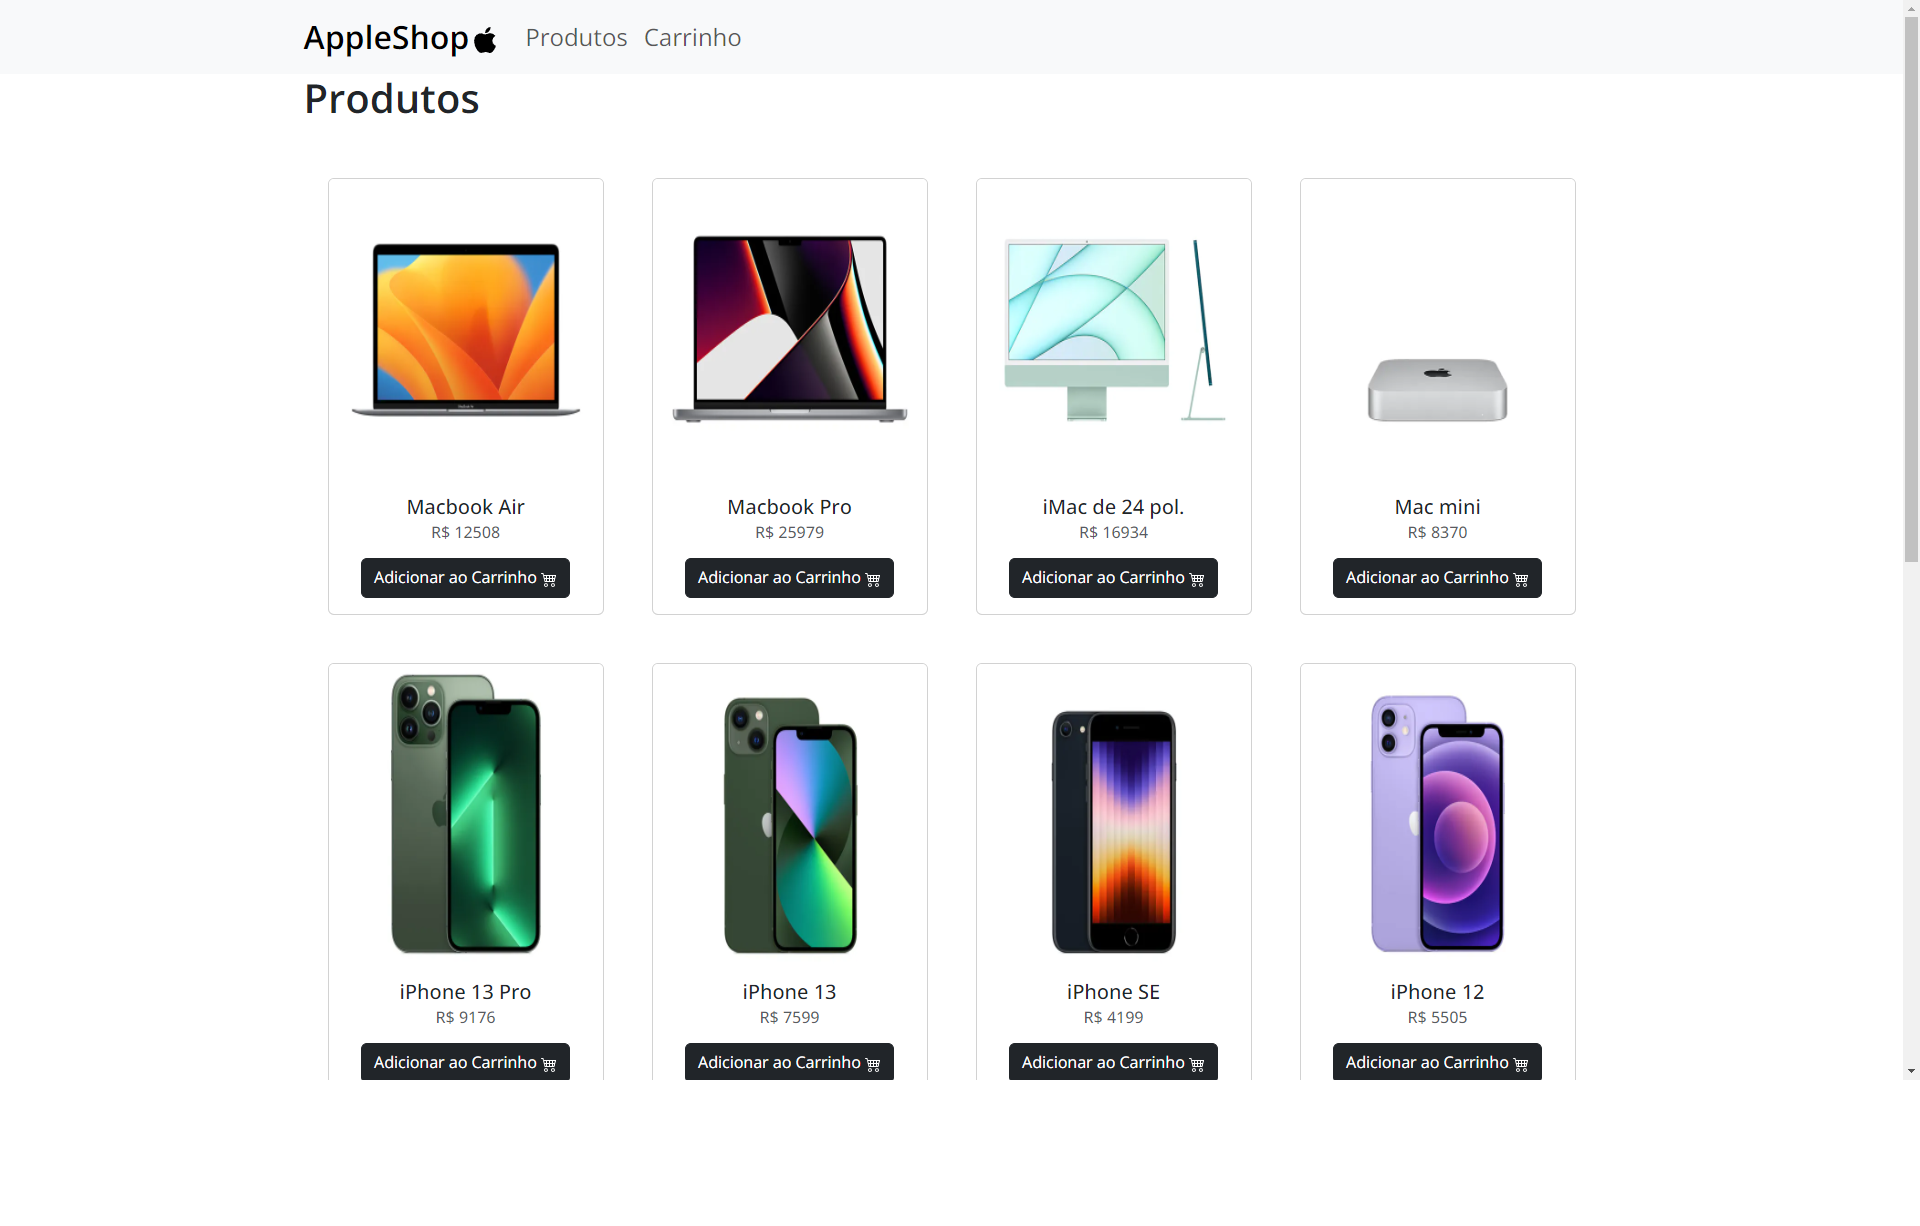 AppleShop Produtos Carrinho
Produtos
Macbook Air
R$ 12508
Adicionar ao Carrinho
Macbook Pro
R$ 25979
Adicionar ao Carrinho
iMac de 24 pol.
R$ 16934
Adicionar ao Carrinho
Mac mini
R$ 8370
Adicionar ao Carrinho
iPhone 13 Pro
R$ 9176
Adicionar ao Carrinho
iPhone 13
R$ 7599
Adicionar ao Carrinho
iPhone SE
R$ 4199
Adicionar ao Carrinho
iPhone 12
R$ 5505
Adicionar ao Carrinho